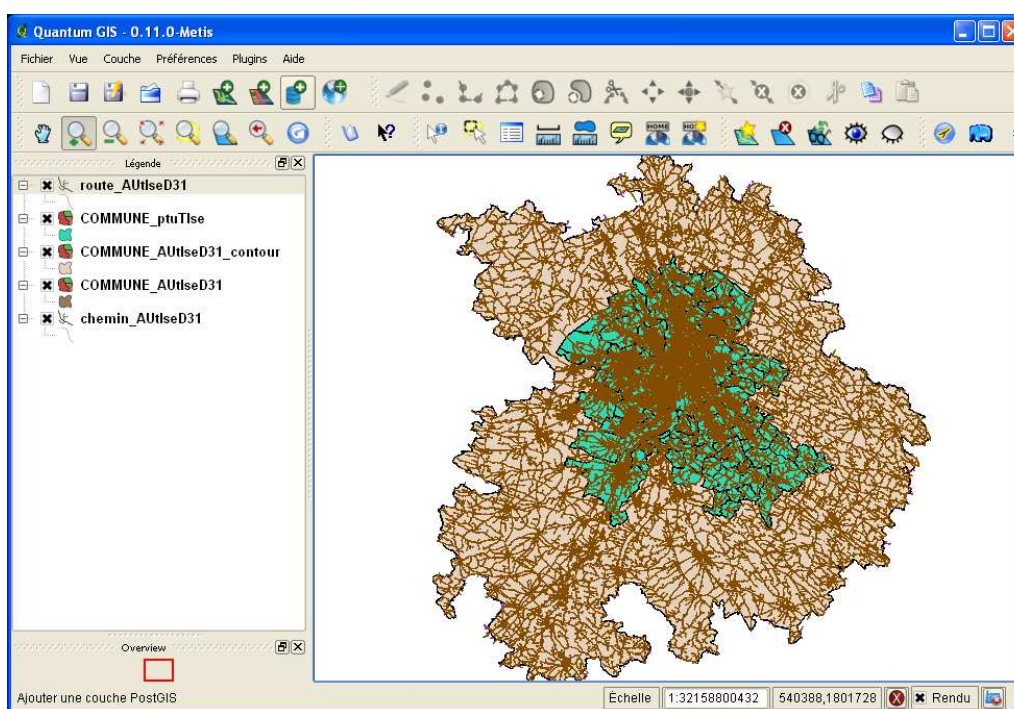 Quantum GIS - 0.11.0-Metis
Fichier Vue Couche Préférences Plugins Aide
HOME
Légende
route_AUtlseD31
COMMUNE_ptuTlse
COMMUNE_AUtlseD31_contour
COMMUNE_AUtlseD31
chemin_AUtlseD31
Overview
Ajouter une couche PostGIS
Échelle 1:32158800432 540388,1801728 Rendu